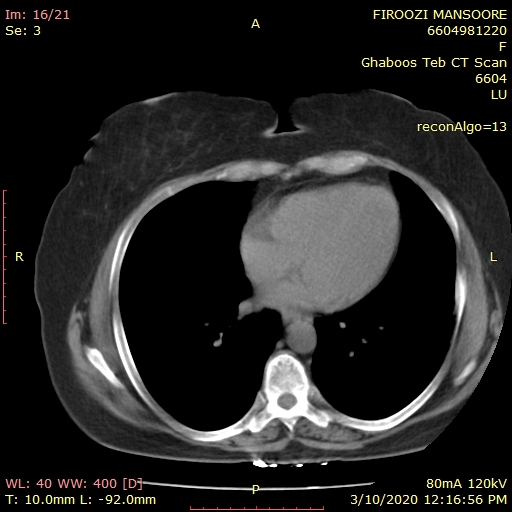 Im: 16/21
Se: 3
A
FIROOZI MANSOORE
6604981220
F
Ghaboos Teb CT Scan
6604
LU
reconAlgo=13
R
L
WL: 40 WW: 400 [D]
T: 10.0mm L: -92.0mm
P
80mA 120kV
3/10/2020 12:16:56 PM